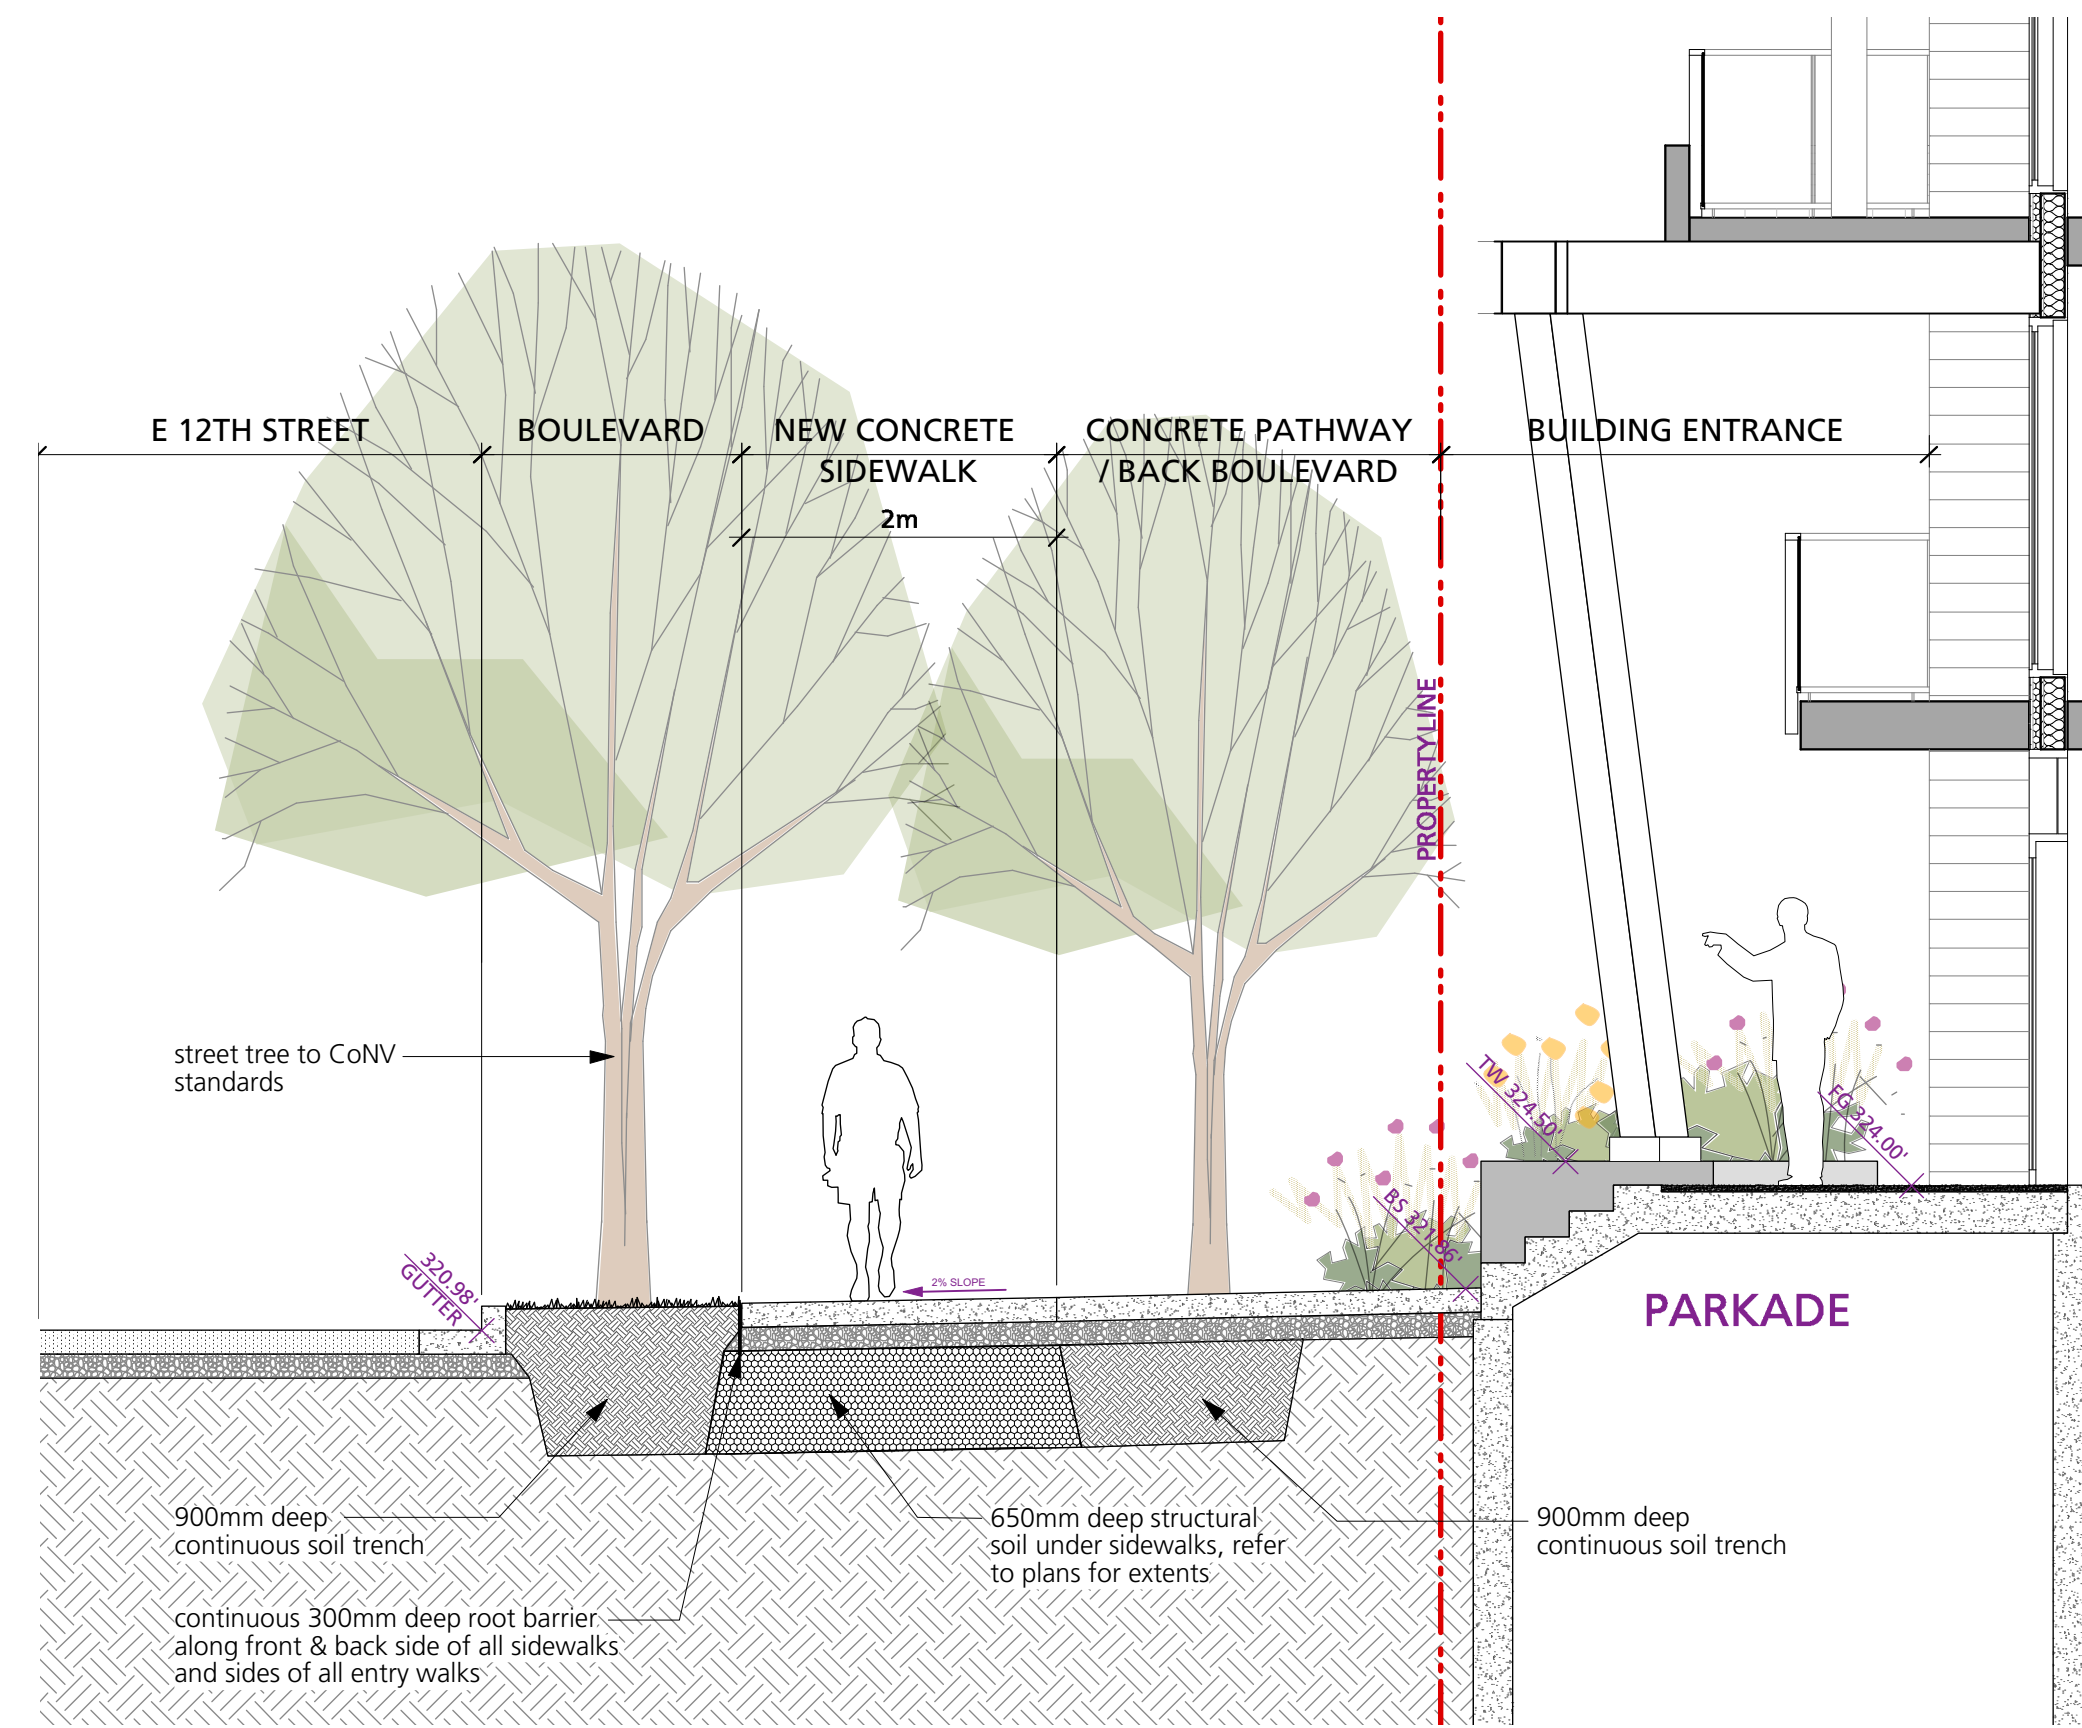 E 12TH STREET
BOULEVARD
NEW CONCRETE
SIDEWALK
CONCRETE PATHWAY
/ BACK BOULEVARD
BUILDING ENTRANCE
2m
PROPERTY LINE
street tree to CoNV
standards
TW 324.50'
FG 324.00'
BS 321.86'
320.98'
GUTTER
2% SLOPE
PARKADE
900mm deep
continuous soil trench
650mm deep structural
soil under sidewalks, refer
to plans for extents
900mm deep
continuous soil trench
continuous 300mm deep root barrier
along front & back side of all sidewalks
and sides of all entry walks